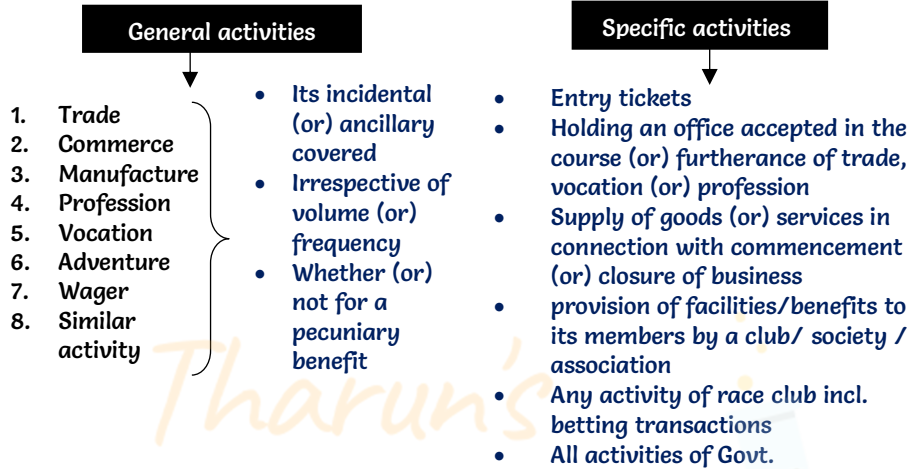 General activities
1. Trade
2. Commerce
3. Manufacture
4. Profession
5. Vocation
6. Adventure
7. Wager
8. Similar
activity
• Its incidental
(or) ancillary
covered
• Irrespective of
volume (or)
frequency
• Whether (or)
not for a
pecuniary
benefit
Specific activities
• Entry tickets
• Holding an office accepted in the
course (or) furtherance of trade,
vocation (or) profession
• Supply of goods (or) services in
connection with commencement
(or) closure of business
• provision of facilities/benefits to
its members by a club/ society /
association
• Any activity of race club incl.
betting transactions
• All activities of Govt.
Tharun's